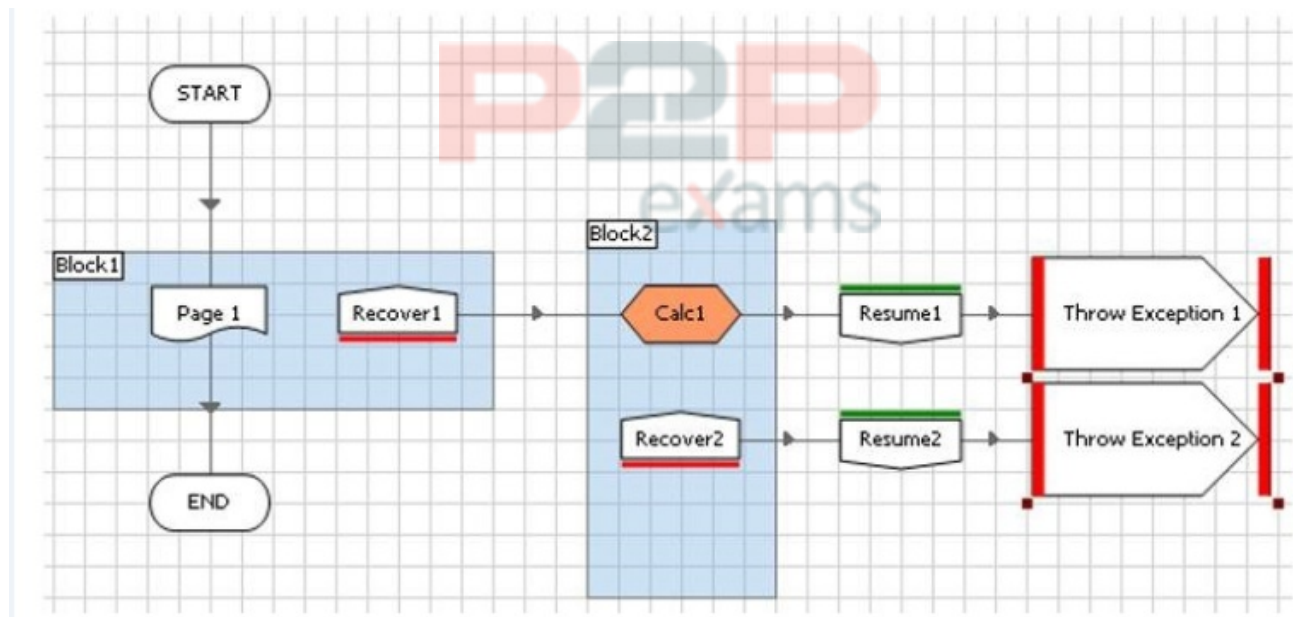 P2P
exams
START
Block1
Block2
Page 1
Recover1
Calc1
Resume1
Throw Exception 1
Recover2
Resume2
Throw Exception 2
END